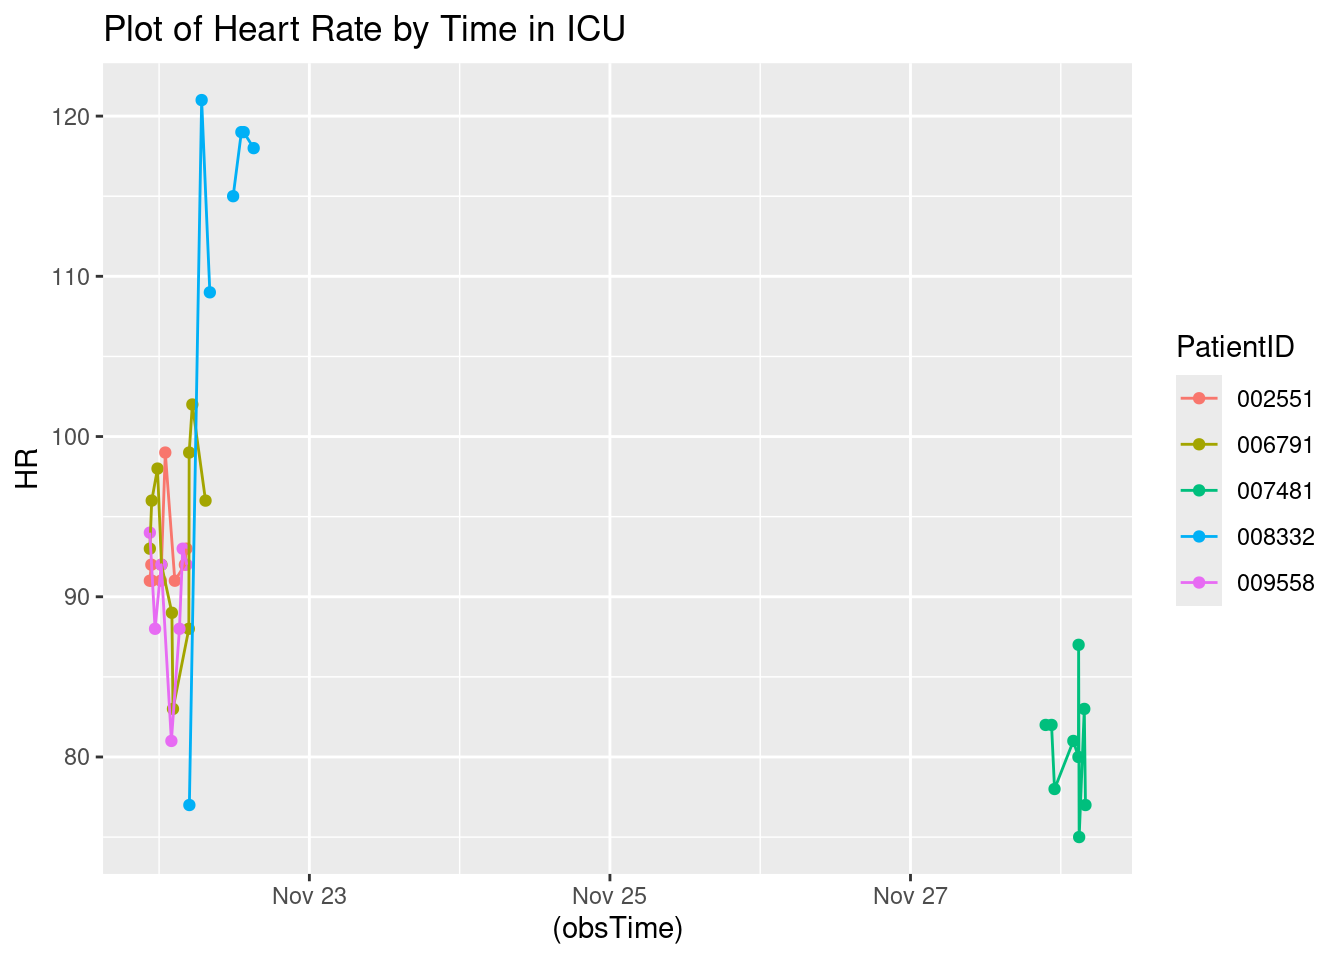 Plot of Heart Rate by Time in ICU
120
110
100
90
80
HR
Nov 23
Nov 25
Nov 27
(obsTime)
PatientID
002551
006791
007481
008332
009558